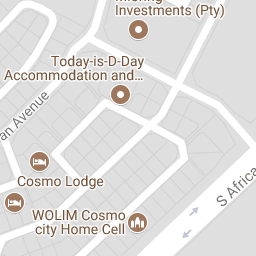 Investments (Pty)
Today-is-D-Day
Accommodation and...
an Avenue
Cosmo Lodge
S Africa
WOLIM Cosmo
city Home Cell